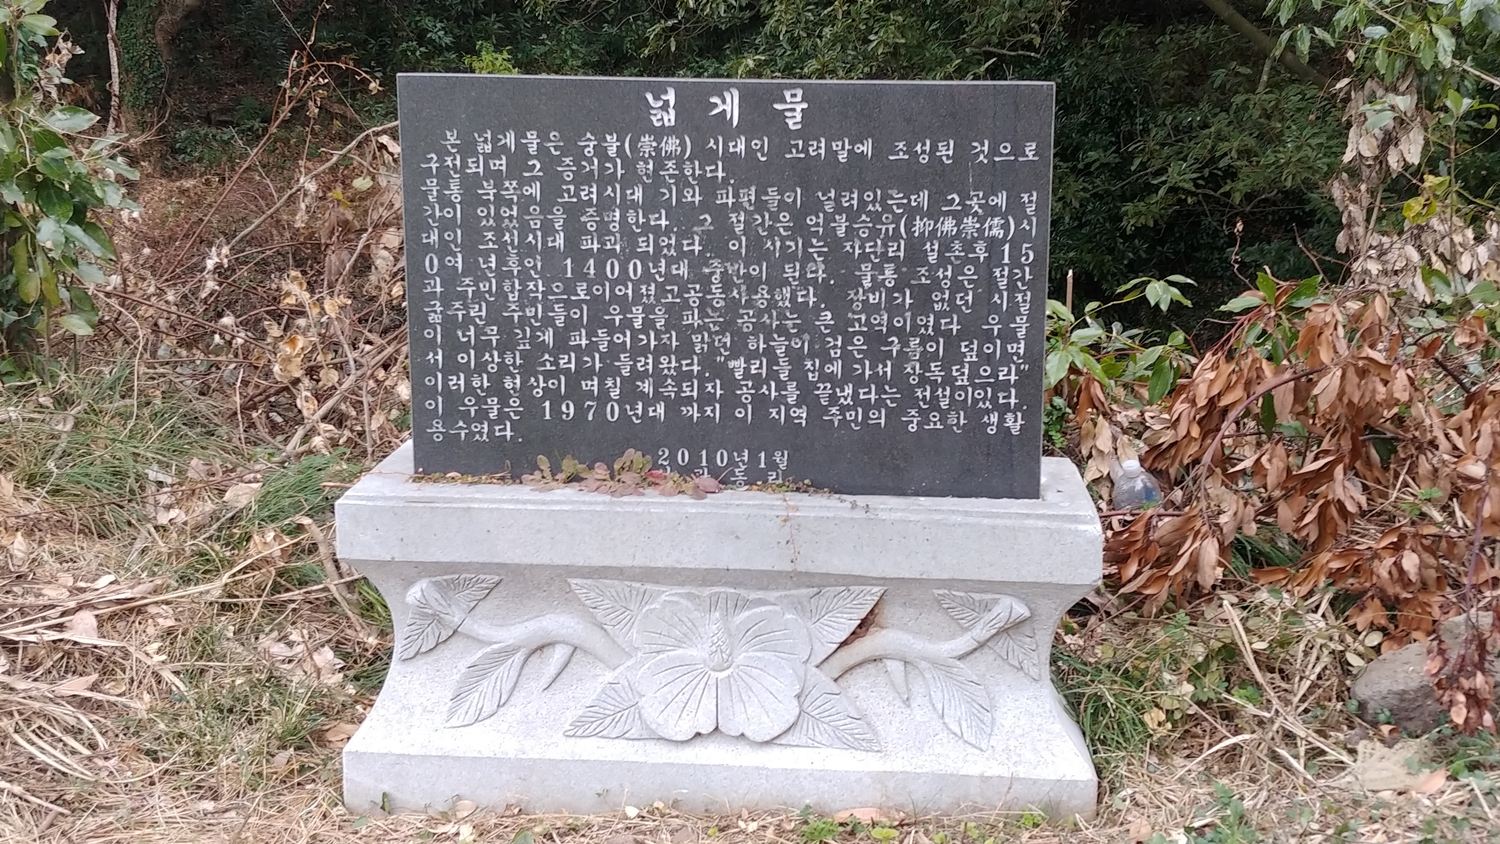 넓게물
본 넓게물은 숭불(崇佛) 시대인 고려말에 조성된 것으로
구전되며 그 증거가 현존한다.
물통 북쪽에 고려시대 기와 파편들이 널려있는데 그곳에 절
간이 있었음을 증명한다. 그 절간은 억불숭유(抑佛崇儒)시
대인 조선시대 파괴 되었다. 이 시기는 자단리 설촌후 15
0여 년후인 1400년대 중반이 된다. 물통 조성은 절간
과 주민합작으로이어졌고공동사용했다. 장비가 없던 시절
굶주린 주민들이 우물을 파는 공사는 큰 고역이였다 우물
이 너무 깊게 파들어가자 맑던 하늘이 검은 구름이 덮이면
서 이상한 소리가 들려왔다. "빨리들 집에 가서 장독덮으라"
이러한 현상이 며칠 계속되자 공사를 끝냈다는 전설이있다.
이 우물은 1970년대 까지 이 지역 주민의 중요한 생활
용수였다.
2010년1월